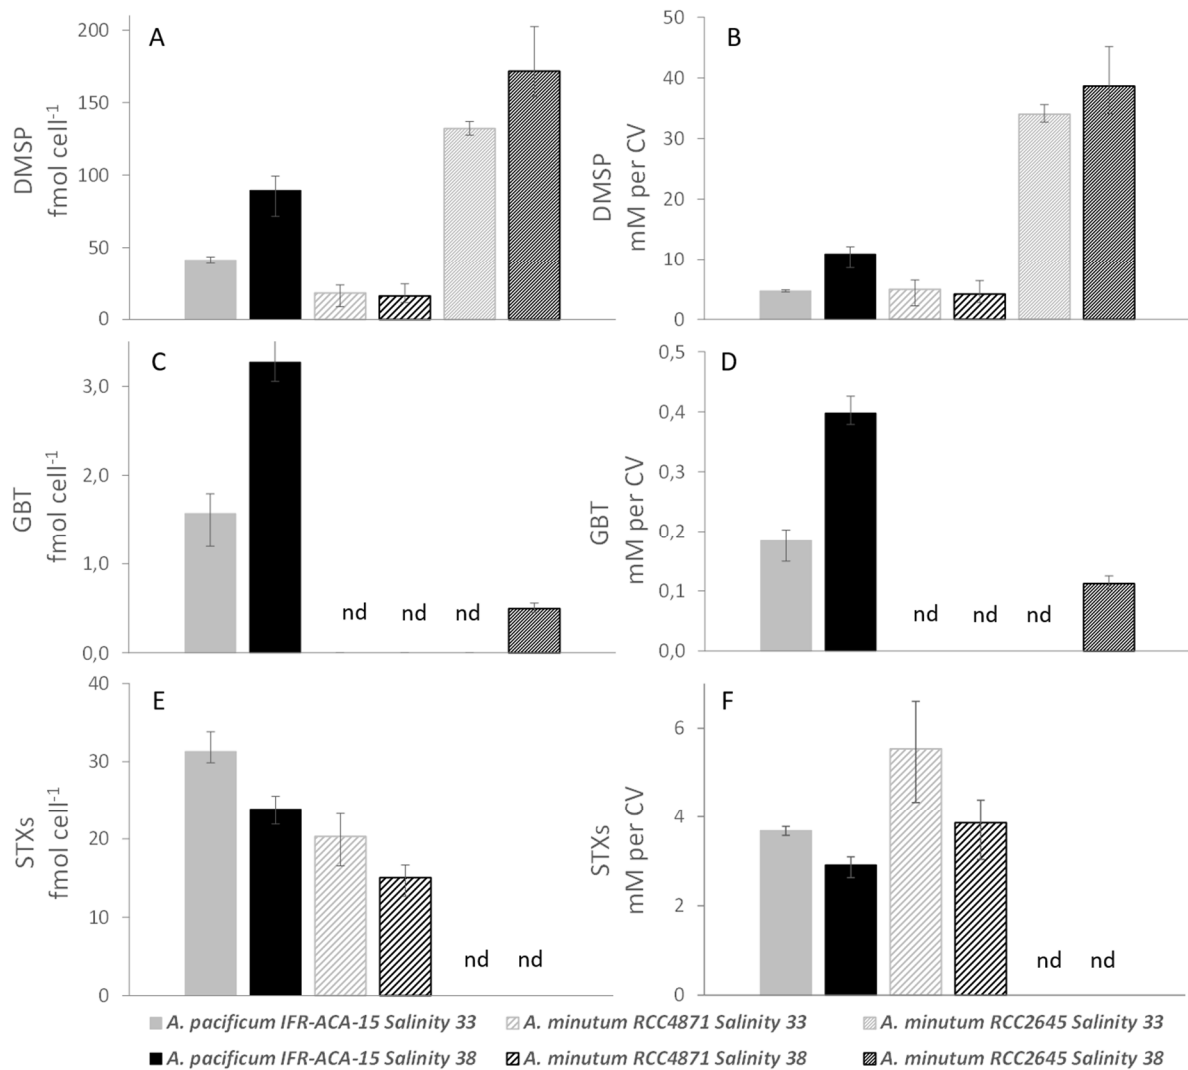 A
DMSP
fmol cell-1
200
150
100
50
0
B
DMSP
mM per CV
50
40
30
20
10
0
C
GBT
fmol cell-1
3,0
2,0
1,0
0,0
nd nd nd
D
GBT
mM per CV
0,5
0,4
0,3
0,2
0,1
0,0
nd nd nd
E
STXs
fmol cell-1
40
30
20
10
0
nd nd
F
STXs
mM per CV
6
4
2
0
nd nd
A. pacificum IFR-ACA-15 Salinity 33
A. minutum RCC4871 Salinity 33
A. minutum RCC2645 Salinity 33
A. pacificum IFR-ACA-15 Salinity 38
A. minutum RCC4871 Salinity 38
A. minutum RCC2645 Salinity 38